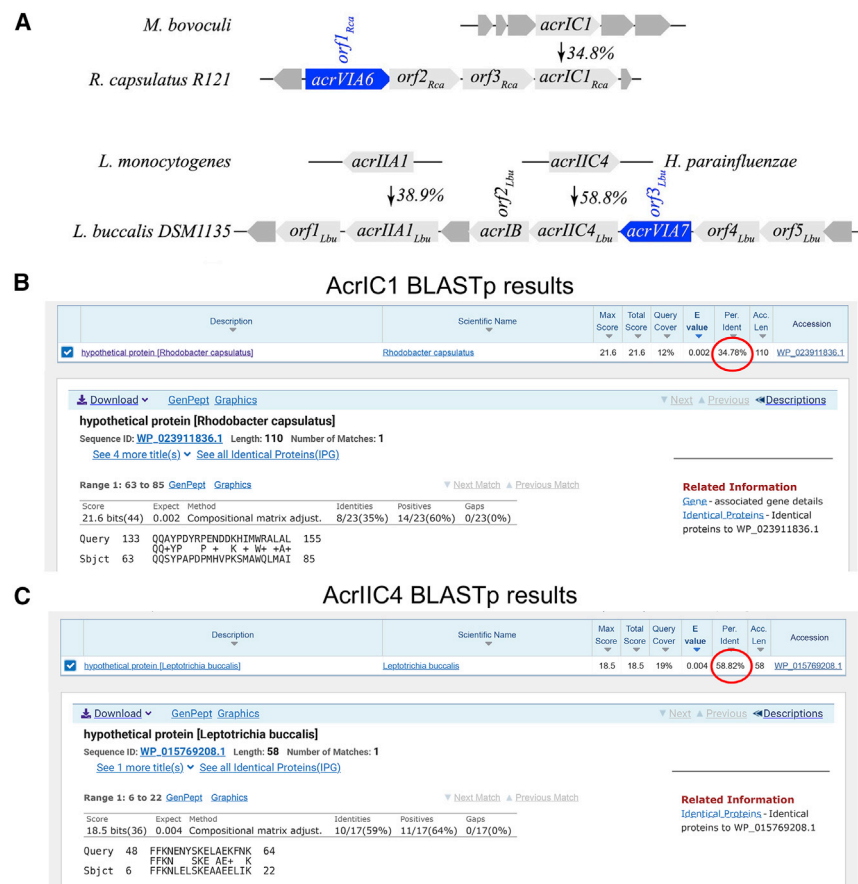 A
M. bovoculi
acrIC1
orf1Rca
34.8%
R. capsulatus R121
acrVIA6 orf2Rca orf3Rca acrIC1Rca
L. monocytogenes
acrIIA1
acrIIC4
H. parainfluenzae
38.9%
orf2Lbu
58.8%
orf3Lbu
L. buccalis DSM1135
orf1Lbu acrIIA1Lbu acrIB acrIIC4Lbu acrVIA7 orf4Lbu orf5Lbu
B
AcrIC1 BLASTp results
Description Scientific Name Max Score Total Score Query Cover E value Per. Ident Acc. Len Accession
hypothetical protein [Rhodobacter capsulatus] Rhodobacter capsulatus 21.6 21.6 12% 0.002 34.78% 110 WP_023911836.1
Download GenPept Graphics Next Previous Descriptions
hypothetical protein [Rhodobacter capsulatus]
Sequence ID: WP_023911836.1 Length: 110 Number of Matches: 1
See 4 more title(s) See all Identical Proteins(IPG)
Range 1: 63 to 85 GenPept Graphics Next Match Previous Match
Score Expect Method Identities Positives Gaps
21.6 bits(44) 0.002 Compositional matrix adjust. 8/23(35%) 14/23(60%) 0/23(0%)
Query 133 QQAYPDYRPENDDKHIMWRALAL 155
QQ+YP P + K + W+ +A+
Sbjct 63 QQSYPAPDPMHVPKSMAWQLMAI 85
Related Information
Gene - associated gene details
Identical Proteins - Identical
proteins to WP_023911836.1
C
AcrIIC4 BLASTp results
Description Scientific Name Max Score Total Score Query Cover E value Per. Ident Acc. Len Accession
hypothetical protein [Leptotrichia buccalis] Leptotrichia buccalis 18.5 18.5 19% 0.004 58.82% 58 WP_015769208.1
Download GenPept Graphics Next Previous Descriptions
hypothetical protein [Leptotrichia buccalis]
Sequence ID: WP_015769208.1 Length: 58 Number of Matches: 1
See 1 more title(s) See all Identical Proteins(IPG)
Range 1: 6 to 22 GenPept Graphics Next Match Previous Match
Score Expect Method Identities Positives Gaps
18.5 bits(36) 0.004 Compositional matrix adjust. 10/17(59%) 11/17(64%) 0/17(0%)
Query 48 FFKNENYSKELAEKFNK 64
FFKN SKE AE+ K
Sbjct 6 FFKNLELSKEAAEELIK 22
Related Information
Identical Proteins - Identical
proteins to WP_015769208.1